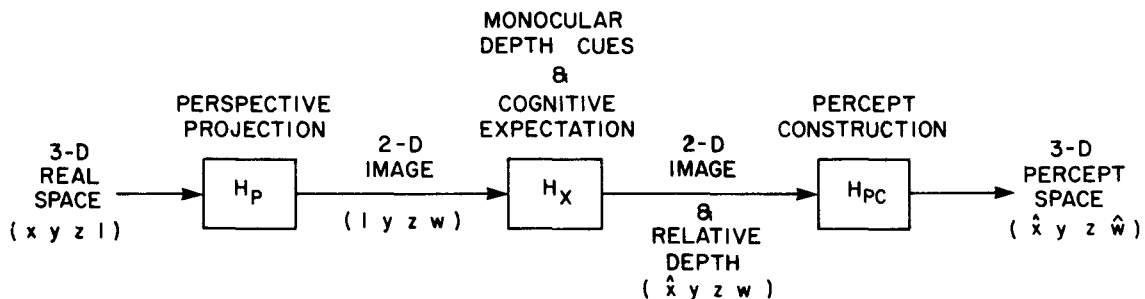 MONOCULAR
DEPTH CUES
&
COGNITIVE
EXPECTATION
PERSPECTIVE
PROJECTION
PERCEPT
CONSTRUCTION
3-D
REAL
SPACE
(x y z 1)
H_P
2-D
IMAGE
(1 y z w)
H_X
2-D
IMAGE
&
RELATIVE
DEPTH
(x̂ y z w)
H_PC
3-D
PERCEPT
SPACE
(x̂ y z ŵ)